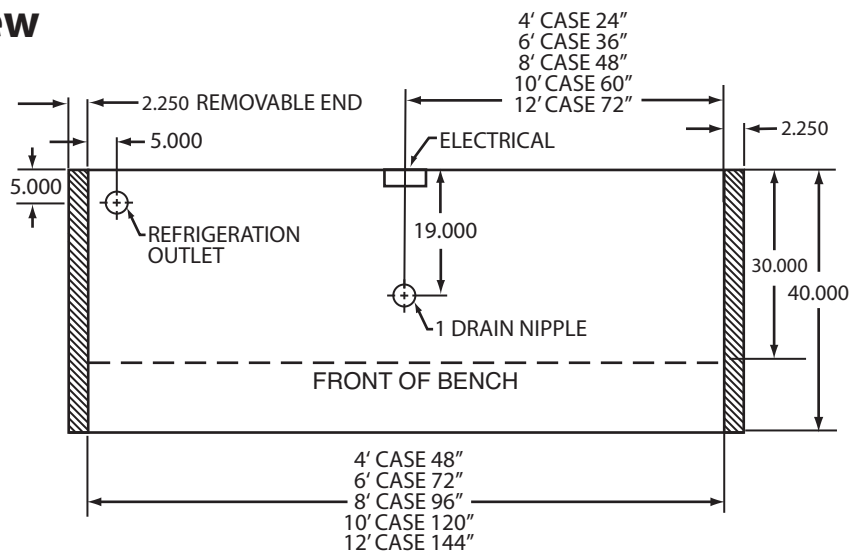 4' CASE 24"
6' CASE 36"
8' CASE 48"
10' CASE 60"
12' CASE 72"
2.250 REMOVABLE END
2.250
5.000
ELECTRICAL
5.000
REFRIGERATION
OUTLET
19.000
30.000
40.000
1 DRAIN NIPPLE
FRONT OF BENCH
4' CASE 48"
6' CASE 72"
8' CASE 96"
10' CASE 120"
12' CASE 144"